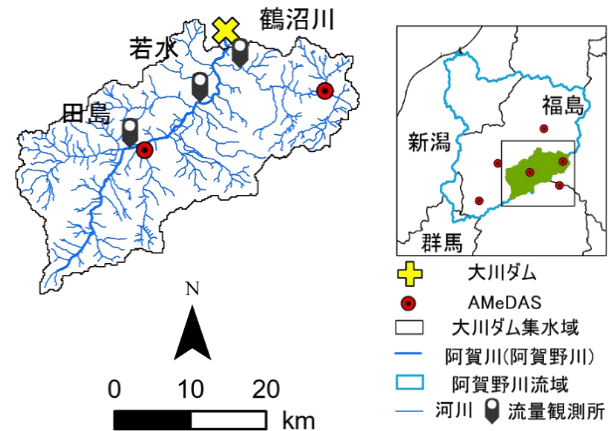 鶴沼川
若水
田島
N
0 10 20
km
福島
新潟
群馬
大川ダム
AMeDAS
大川ダム集水域
阿賀川(阿賀野川)
阿賀野川流域
河川 流量観測所